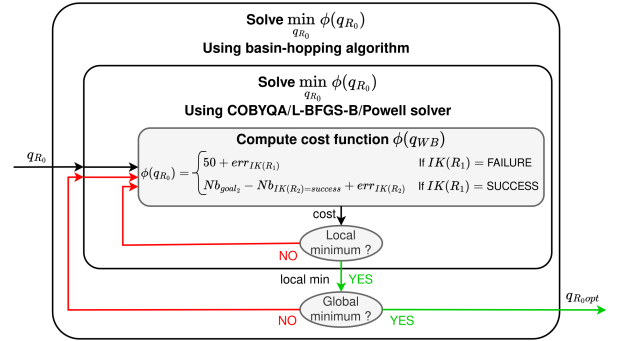 Solve min φ(q_{R_0})
q_{R_0}
Using basin-hopping algorithm
Solve min φ(q_{R_0})
q_{R_0}
Using COBYQA/L-BFGS-B/Powell solver
Compute cost function φ(q_{WB})
q_{R_0}
φ(q_{R_0}) = { 50 + err_{IK(R_1)} If IK(R_1) = FAILURE
Nb_{goal_2} − Nb_{IK(R_2)=success} + err_{IK(R_2)} If IK(R_1) = SUCCESS
cost
Local
minimum ?
NO
local min YES
q_{R_0opt}
Global
minimum ?
NO
YES